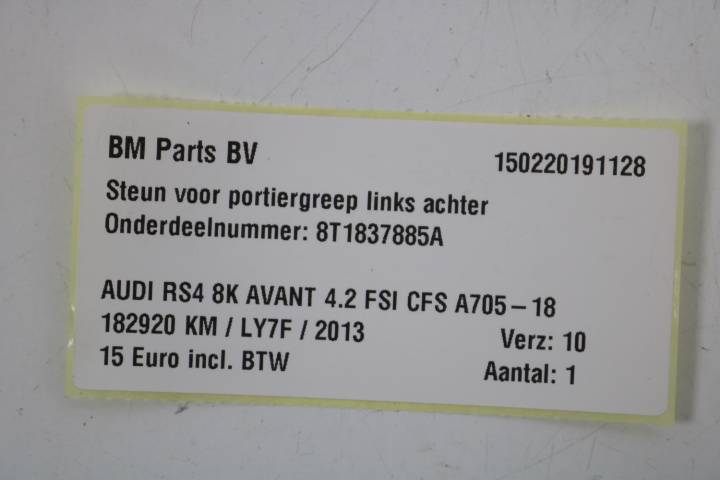 BM Parts BV 150220191128
Steun voor portiergreep links achter
Onderdeelnummer: 8T1837885A
AUDI RS4 8K AVANT 4.2 FSI CFS A705-18
182920 KM / LY7F / 2013 Verz: 10
15 Euro incl. BTW Aantal: 1